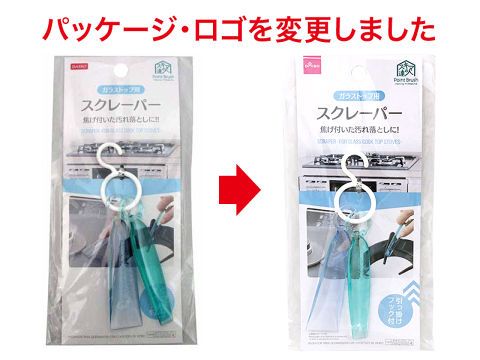 パッケージ・ロゴを変更しました
DAISO
Point Brush
ガラストップ用
スクレーパー
焦げ付いた汚れ落としに!!
SCRAPER -FOR GLASS COOK TOP STOVES-
DAISO
Point Brush
ガラストップ用
スクレーパー
焦げ付いた汚れ落としに!!
SCRAPER -FOR GLASS COOK TOP STOVES-
引っ掛け
フック付